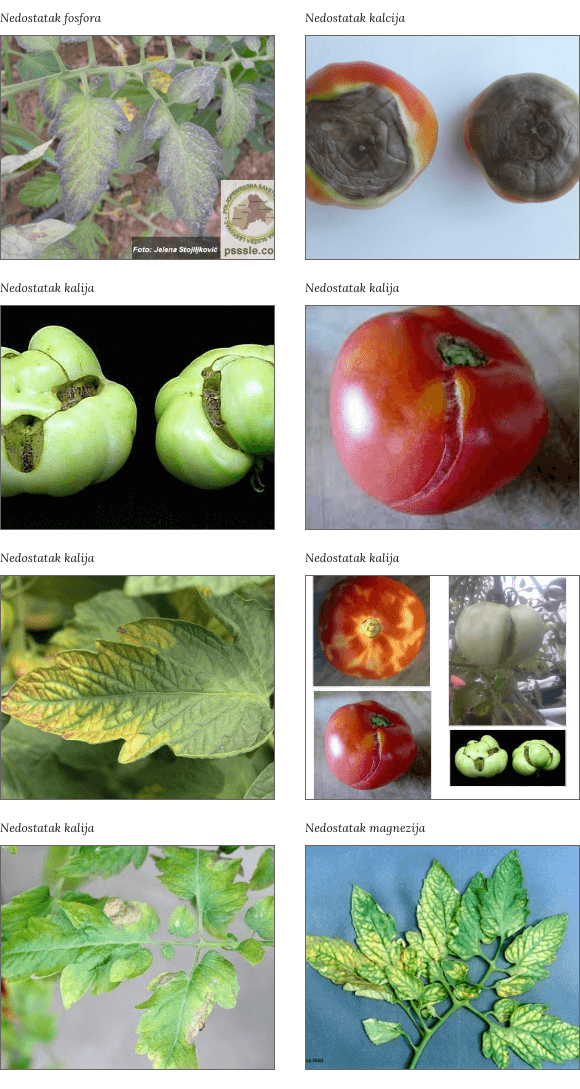 Nedostatak fosfora
Nedostatak kalcija
Foto: Jelena Stojiljković
psssle.co
Nedostatak kalija
Nedostatak kalija
Nedostatak kalija
Nedostatak kalija
Nedostatak kalija
Nedostatak magnezija